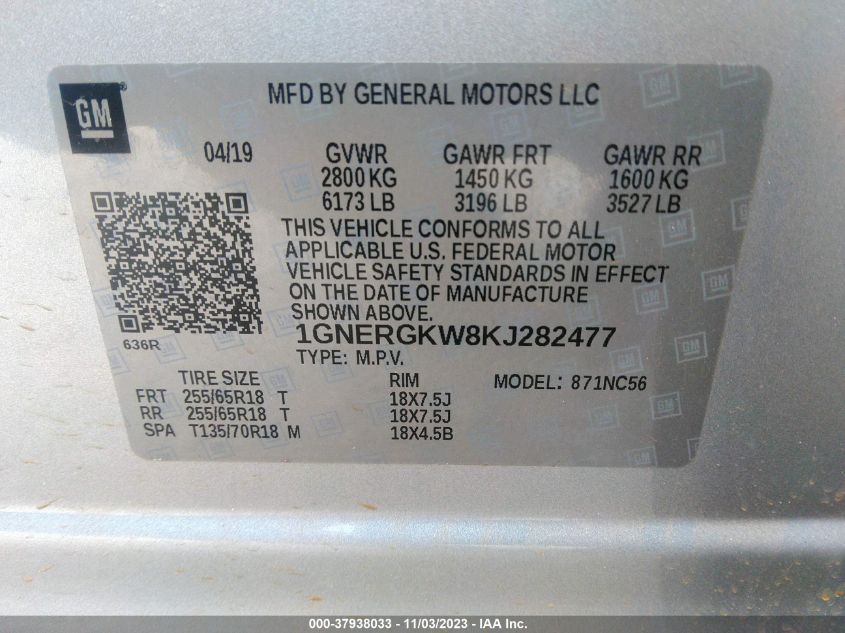 GM
MFD BY GENERAL MOTORS LLC
04/19 GVWR GAWR FRT GAWR RR
2800 KG 1450 KG 1600 KG
6173 LB 3196 LB 3527 LB
THIS VEHICLE CONFORMS TO ALL
APPLICABLE U.S. FEDERAL MOTOR
VEHICLE SAFETY STANDARDS IN EFFECT
ON THE DATE OF MANUFACTURE
SHOWN ABOVE.
636R
1GNERGKW8KJ282477
TYPE: M.P.V.
TIRE SIZE RIM MODEL: 871NC56
FRT 255/65R18 T 18X7.5J
RR 255/65R18 T 18X7.5J
SPA T135/70R18 M 18X4.5B
000-37938033 - 11/03/2023 - IAA Inc.